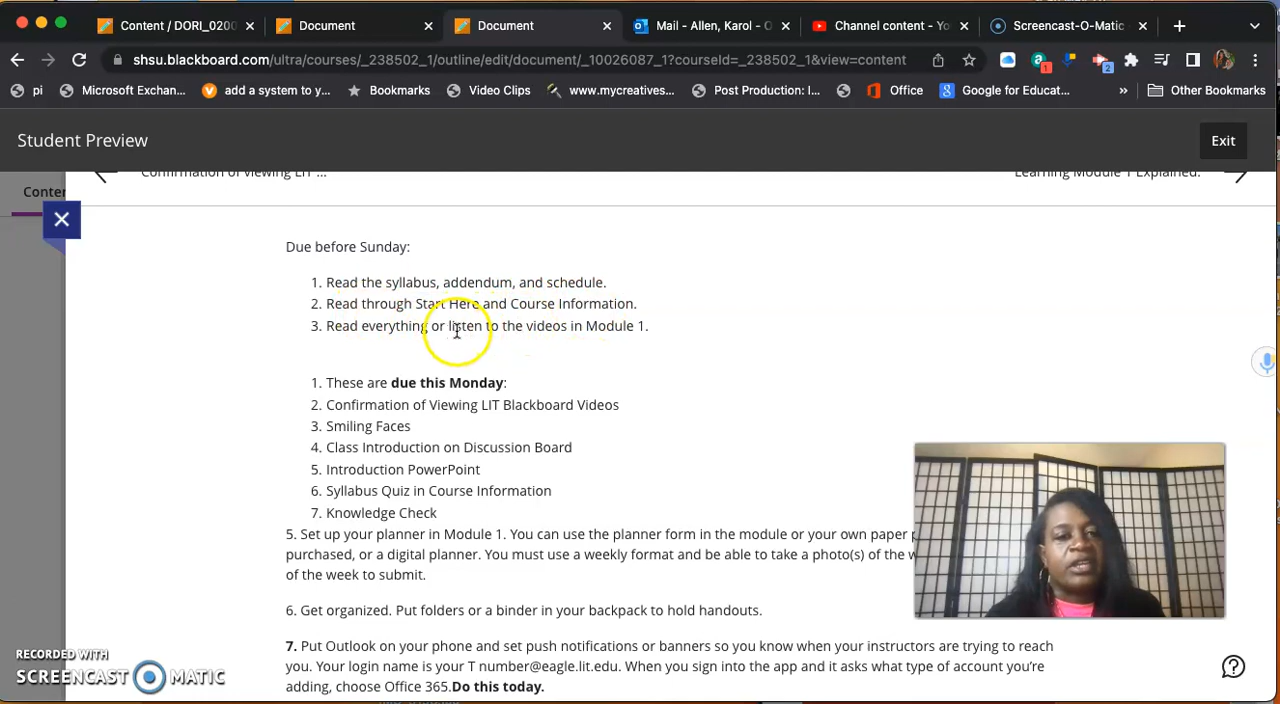 Content / DORI_0200
Document
Document
Mail - Allen, Karol - O
Channel content - Yo
Screencast-O-Matic -
shsu.blackboard.com/ultra/courses/_238502_1/outline/edit/document/_10026087_1?courseId=_238502_1&view=content
1
2
pi
Microsoft Exchan...
add a system to y...
Bookmarks
Video Clips
www.mycreatives...
Post Production: I...
Office
Google for Educat...
»
Other Bookmarks
Student Preview
Exit
Conter
Confirmation of Viewing LIT ...
Learning Module 1 Explained.
Due before Sunday:
1. Read the syllabus, addendum, and schedule.
2. Read through Start Here and Course Information.
3. Read everything or listen to the videos in Module 1.
1. These are due this Monday:
2. Confirmation of Viewing LIT Blackboard Videos
3. Smiling Faces
4. Class Introduction on Discussion Board
5. Introduction PowerPoint
6. Syllabus Quiz in Course Information
7. Knowledge Check
5. Set up your planner in Module 1. You can use the planner form in the module or your own paper p
purchased, or a digital planner. You must use a weekly format and be able to take a photo(s) of the w
of the week to submit.
6. Get organized. Put folders or a binder in your backpack to hold handouts.
7. Put Outlook on your phone and set push notifications or banners so you know when your instructors are trying to reach
you. Your login name is your T number@eagle.lit.edu. When you sign into the app and it asks what type of account you're
adding, choose Office 365.Do this today.
RECORDED WITH
SCREENCAST MATIC